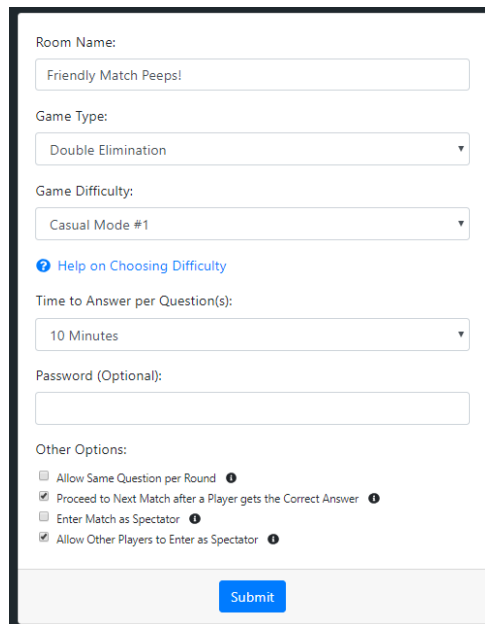 Room Name:
Friendly Match Peeps!
Game Type:
Double Elimination
Game Difficulty:
Casual Mode #1
Help on Choosing Difficulty
Time to Answer per Question(s):
10 Minutes
Password (Optional):
Other Options:
Allow Same Question per Round
Proceed to Next Match after a Player gets the Correct Answer
Enter Match as Spectator
Allow Other Players to Enter as Spectator
Submit